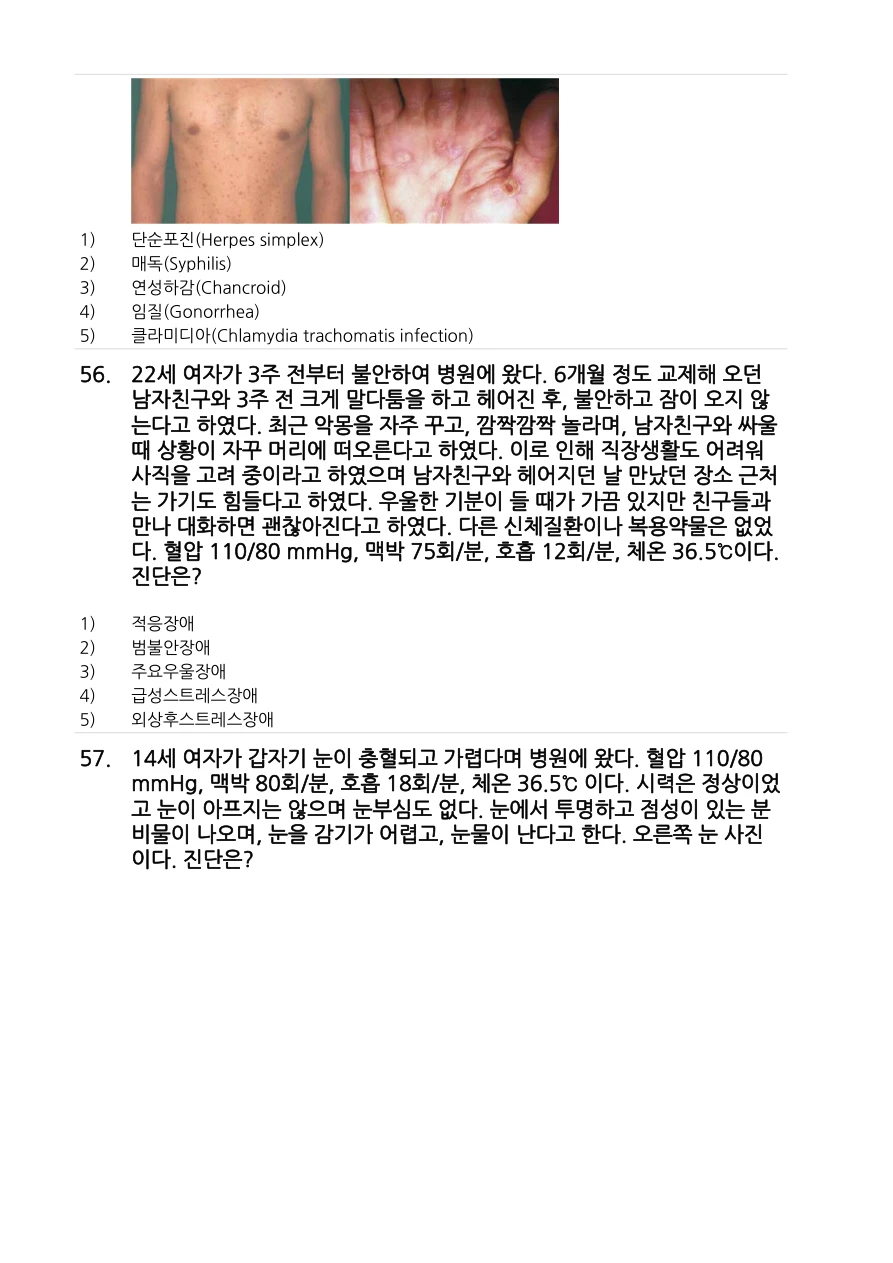 1) 단순포진(Herpes simplex)
2) 매독(Syphilis)
3) 연성하감(Chancroid)
4) 임질(Gonorrhea)
5) 클라미디아(Chlamydia trachomatis infection)
56. 22세 여자가 3주 전부터 불안하여 병원에 왔다. 6개월 정도 교제해 오던
남자친구와 3주 전 크게 말다툼을 하고 헤어진 후, 불안하고 잠이 오지 않
는다고 하였다. 최근 악몽을 자주 꾸고, 깜짝깜짝 놀라며, 남자친구와 싸울
때 상황이 자꾸 머리에 떠오른다고 하였다. 이로 인해 직장생활도 어려워
사직을 고려 중이라고 하였으며 남자친구와 헤어지던 날 만났던 장소 근처
는 가기도 힘들다고 하였다. 우울한 기분이 들 때가 가끔 있지만 친구들과
만나 대화하면 괜찮아진다고 하였다. 다른 신체질환이나 복용약물은 없었
다. 혈압 110/80 mmHg, 맥박 75회/분, 호흡 12회/분, 체온 36.5℃이다.
진단은?
1) 적응장애
2) 범불안장애
3) 주요우울장애
4) 급성스트레스장애
5) 외상후스트레스장애
57. 14세 여자가 갑자기 눈이 충혈되고 가렵다며 병원에 왔다. 혈압 110/80
mmHg, 맥박 80회/분, 호흡 18회/분, 체온 36.5℃ 이다. 시력은 정상이었
고 눈이 아프지는 않으며 눈부심도 없다. 눈에서 투명하고 점성이 있는 분
비물이 나오며, 눈을 감기가 어렵고, 눈물이 난다고 한다. 오른쪽 눈 사진
이다. 진단은?